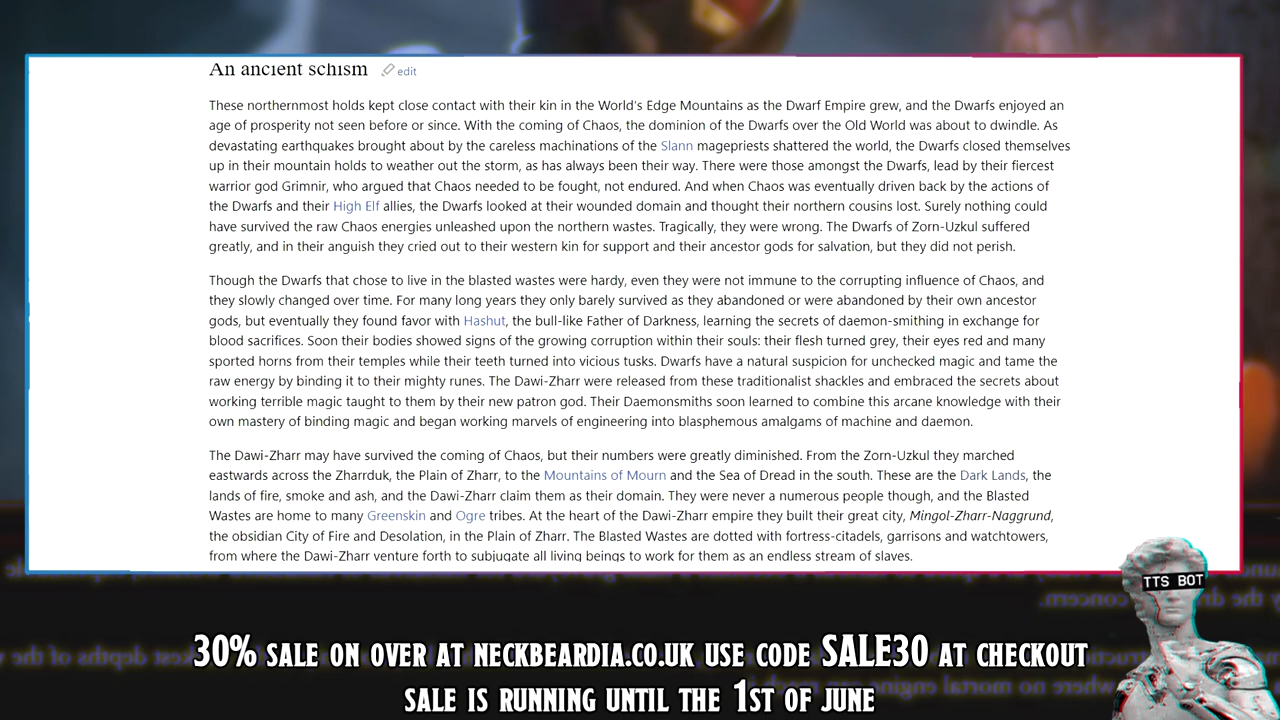 An ancient schism edit
These northernmost holds kept close contact with their kin in the World's Edge Mountains as the Dwarf Empire grew, and the Dwarfs enjoyed an
age of prosperity not seen before or since. With the coming of Chaos, the dominion of the Dwarfs over the Old World was about to dwindle. As
devastating earthquakes brought about by the careless machinations of the Slann magepriests shattered the world, the Dwarfs closed themselves
up in their mountain holds to weather out the storm, as has always been their way. There were those amongst the Dwarfs, lead by their fiercest
warrior god Grimnir, who argued that Chaos needed to be fought, not endured. And when Chaos was eventually driven back by the actions of
the Dwarfs and their High Elf allies, the Dwarfs looked at their wounded domain and thought their northern cousins lost. Surely nothing could
have survived the raw Chaos energies unleashed upon the northern wastes. Tragically, they were wrong. The Dwarfs of Zorn-Uzkul suffered
greatly, and in their anguish they cried out to their western kin for support and their ancestor gods for salvation, but they did not perish.
Though the Dwarfs that chose to live in the blasted wastes were hardy, even they were not immune to the corrupting influence of Chaos, and
they slowly changed over time. For many long years they only barely survived as they abandoned or were abandoned by their own ancestor
gods, but eventually they found favor with Hashut, the bull-like Father of Darkness, learning the secrets of daemon-smithing in exchange for
blood sacrifices. Soon their bodies showed signs of the growing corruption within their souls: their flesh turned grey, their eyes red and many
sported horns from their temples while their teeth turned into vicious tusks. Dwarfs have a natural suspicion for unchecked magic and tame the
raw energy by binding it to their mighty runes. The Dawi-Zharr were released from these traditionalist shackles and embraced the secrets about
working terrible magic taught to them by their new patron god. Their Daemonsmiths soon learned to combine this arcane knowledge with their
own mastery of binding magic and began working marvels of engineering into blasphemous amalgams of machine and daemon.
The Dawi-Zharr may have survived the coming of Chaos, but their numbers were greatly diminished. From the Zorn-Uzkul they marched
eastwards across the Zharrduk, the Plain of Zharr, to the Mountains of Mourn and the Sea of Dread in the south. These are the Dark Lands, the
lands of fire, smoke and ash, and the Dawi-Zharr claim them as their domain. They were never a numerous people though, and the Blasted
Wastes are home to many Greenskin and Ogre tribes. At the heart of the Dawi-Zharr empire they built their great city, Mingol-Zharr-Naggrund,
the obsidian City of Fire and Desolation, in the Plain of Zharr. The Blasted Wastes are dotted with fortress-citadels, garrisons and watchtowers,
from where the Dawi-Zharr venture forth to subjugate all living beings to work for them as an endless stream of slaves.
TTS BOT
30% SALE ON OVER AT NECKBEARDIA.CO.UK USE CODE SALE30 AT CHECKOUT
SALE IS RUNNING UNTIL THE 1ST OF JUNE